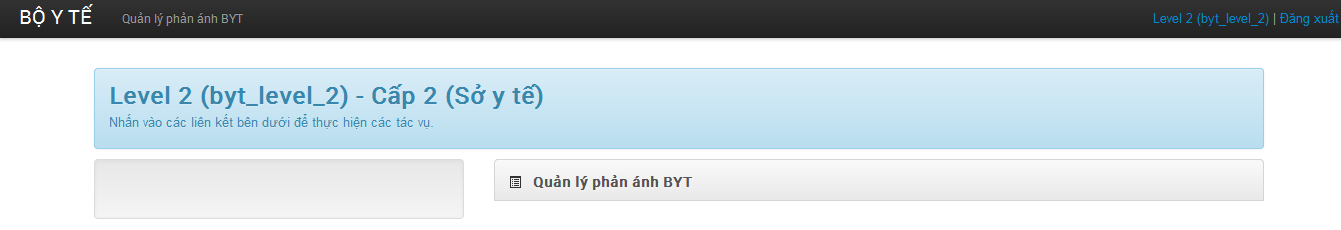 BỘ Y TẾ Quản lý phản ánh BYT Level 2 (byt_level_2) | Đăng xuất
Level 2 (byt_level_2) - Cấp 2 (Sở y tế)
Nhấn vào các liên kết bên dưới để thực hiện các tác vụ.
Quản lý phản ánh BYT